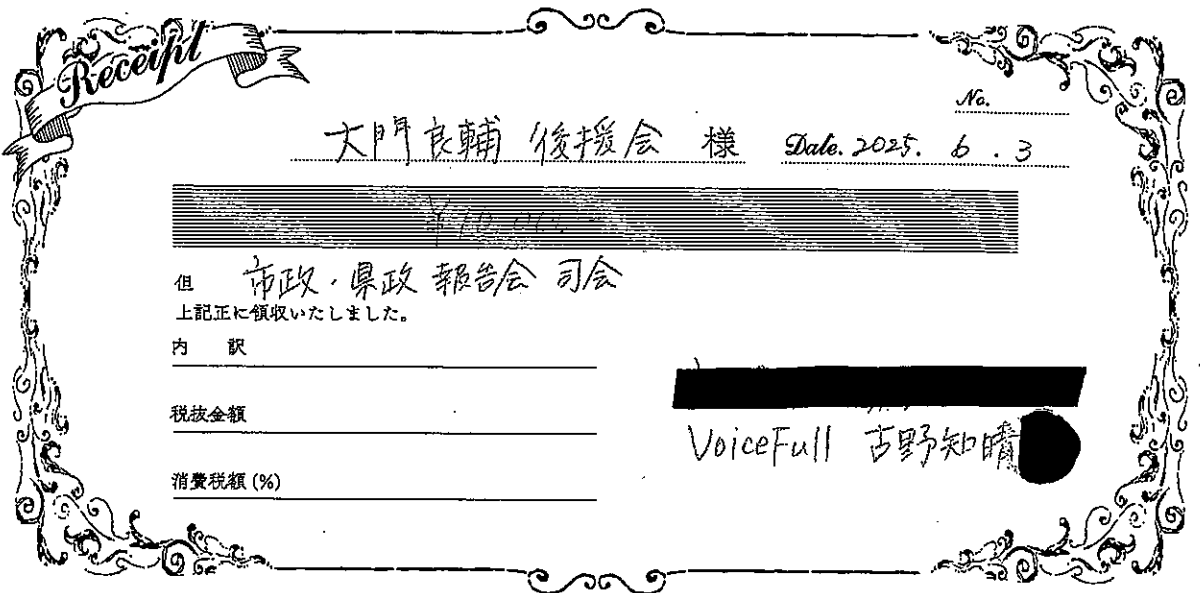 Receipt
No.
大門良輔 後援会 様 Date. 2025. 6. 3
但 市政・県政 報告会 司会
上記正に領収いたしました。
内 訳
税抜金額
消費税額(%)
VoiceFull 古野知晴